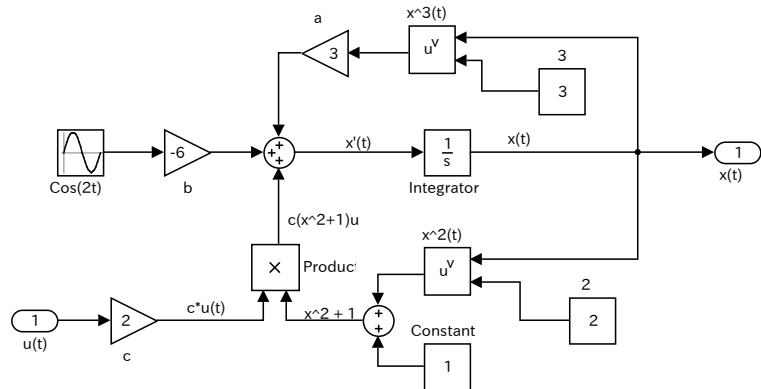 a
3
x^3(t)
u^v
3
3
Cos(2t)
-6
b
+
+
+
x'(t)
1
s
Integrator
x(t)
1
x(t)
c(x^2+1)u
×
Product
x^2(t)
u^v
2
2
1
u(t)
2
c
c*u(t)
x^2 + 1
+
+
Constant
1